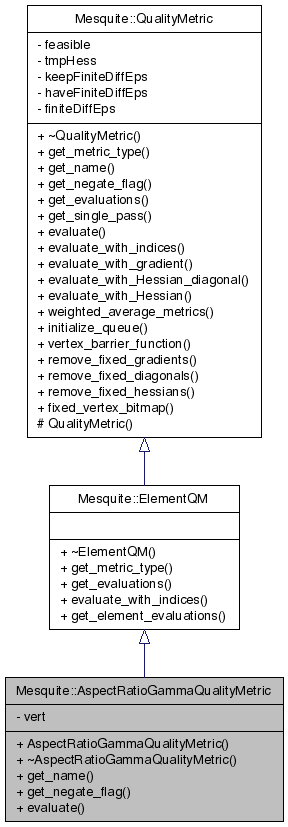 Mesquite::QualityMetric
- feasible
- tmpHess
- keepFiniteDiffEps
- haveFiniteDiffEps
- finiteDiffEps
+ ~QualityMetric()
+ get_metric_type()
+ get_name()
+ get_negate_flag()
+ get_evaluations()
+ get_single_pass()
+ evaluate()
+ evaluate_with_indices()
+ evaluate_with_gradient()
+ evaluate_with_Hessian_diagonal()
+ evaluate_with_Hessian()
+ weighted_average_metrics()
+ initialize_queue()
+ vertex_barrier_function()
+ remove_fixed_gradients()
+ remove_fixed_diagonals()
+ remove_fixed_hessians()
+ fixed_vertex_bitmap()
# QualityMetric()
Mesquite::ElementQM
+ ~ElementQM()
+ get_metric_type()
+ get_evaluations()
+ evaluate_with_indices()
+ get_element_evaluations()
Mesquite::AspectRatioGammaQualityMetric
- vert
+ AspectRatioGammaQualityMetric()
+ ~AspectRatioGammaQualityMetric()
+ get_name()
+ get_negate_flag()
+ evaluate()